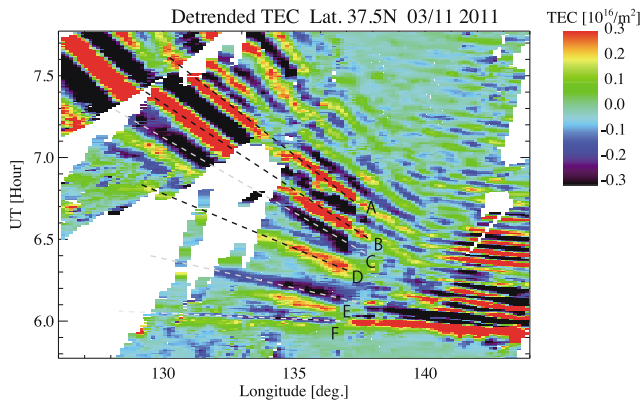 Detrended TEC Lat. 37.5N 03/11 2011
TEC [10^16/m^2]
0.3
0.2
0.1
0.0
-0.1
-0.2
-0.3
7.5
7.0
6.5
6.0
UT [Hour]
A
B
C
D
E
F
130 135 140
Longitude [deg.]